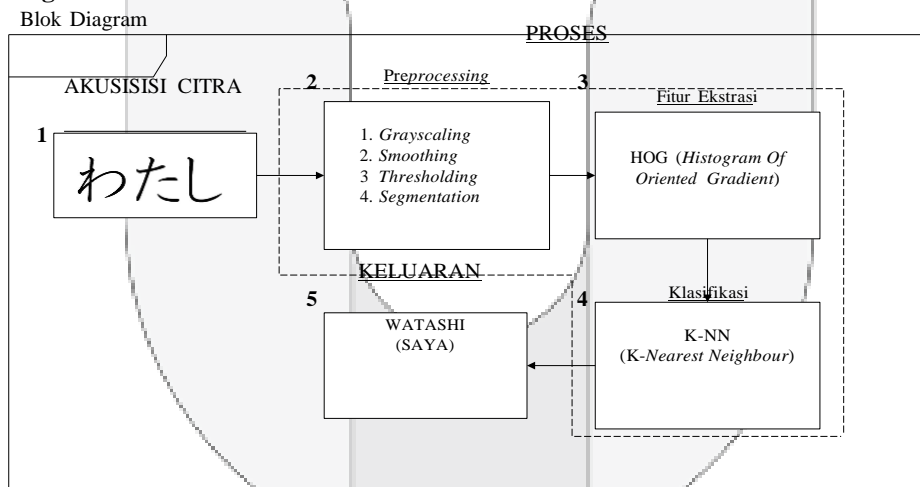 Blok Diagram
PROSES
AKUSISISI CITRA
1
わたし
2
Preprocessing
1. Grayscaling
2. Smoothing
3 Thresholding
4. Segmentation
3
Fitur Ekstrasi
HOG (Histogram Of
Oriented Gradient)
4
Klasifikasi
K-NN
(K-Nearest Neighbour)
KELUARAN
5
WATASHI
(SAYA)